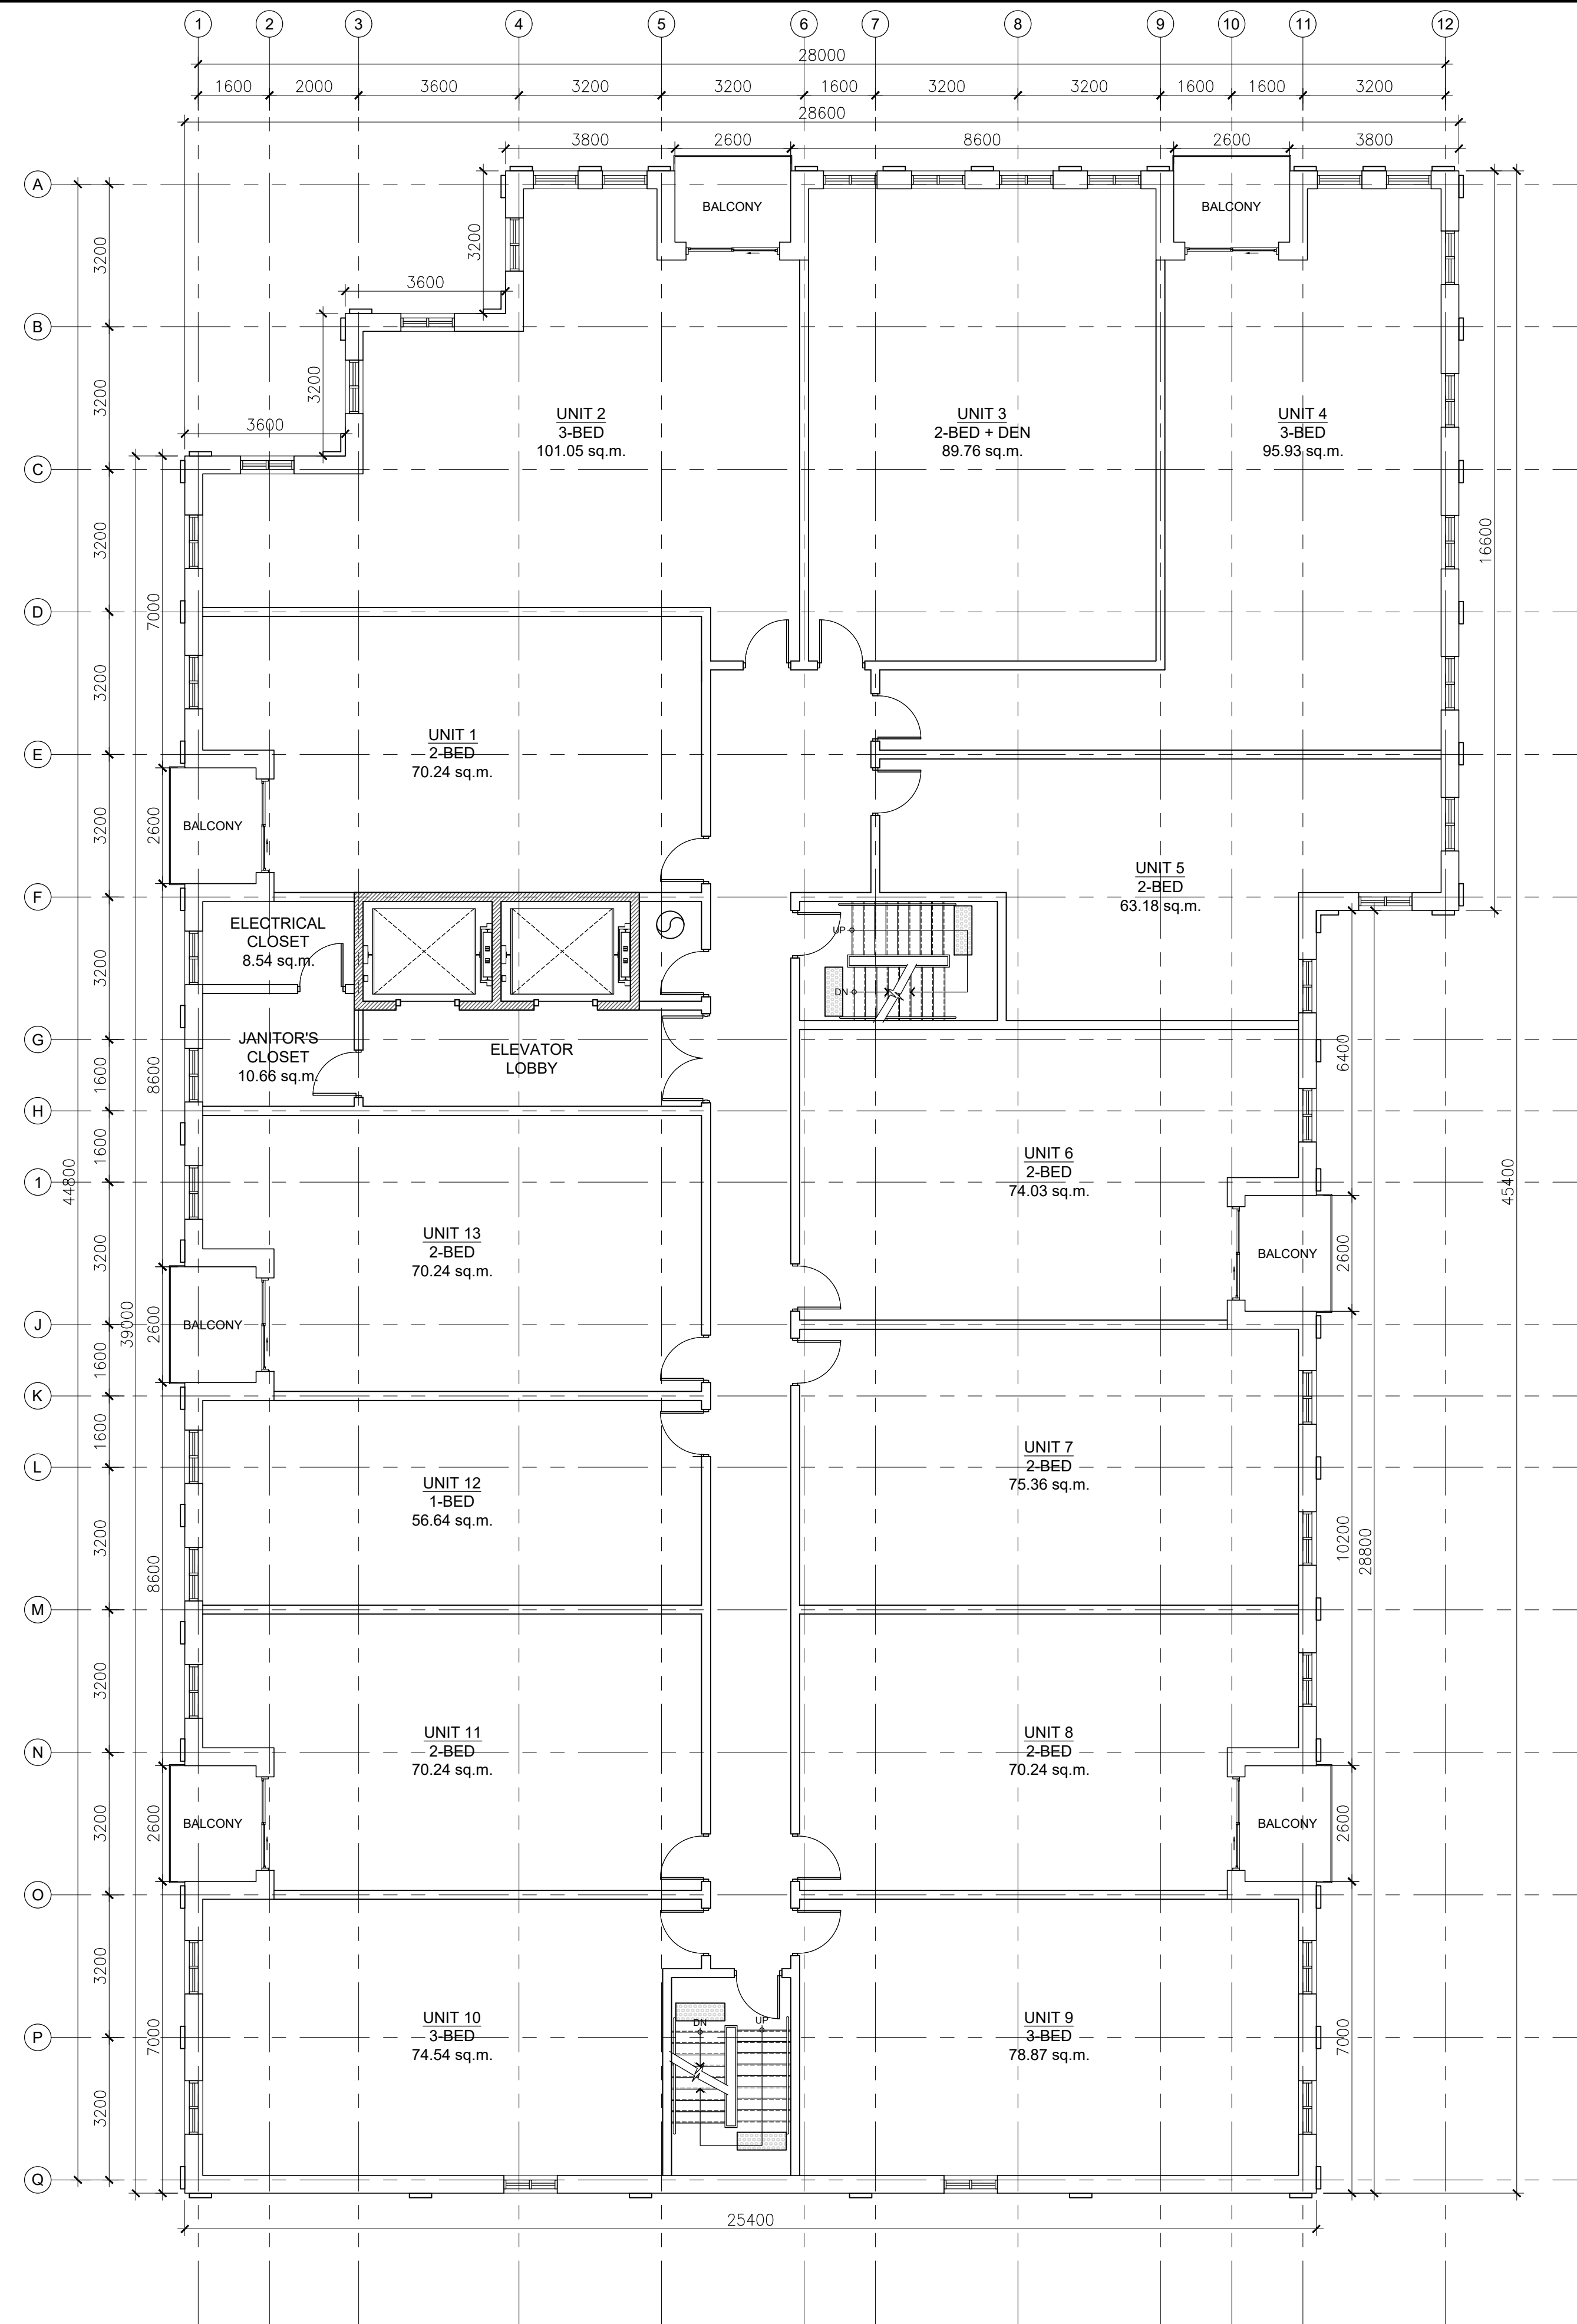 1 2 3 4 5 6 7 8 9 10 11 12
28000
1600 2000 3600 3200 3200 1600 3200 3200 1600 1600 3200
28600
3800 2600 8600 2600 3800
A
BALCONY BALCONY
3200 3200
3600
B
3200 3200
3600
UNIT 2
3-BED
101.05 sq.m.
UNIT 3
2-BED + DEN
89.76 sq.m.
UNIT 4
3-BED
95.93 sq.m.
C
3200
16600
7000
D
3200
UNIT 1
2-BED
70.24 sq.m.
E
3200
2600
BALCONY
UNIT 5
2-BED
63.18 sq.m.
F
3200
ELECTRICAL
CLOSET
8.54 sq.m.
UP
DN
G
JANITOR'S
CLOSET
10.66 sq.m.
ELEVATOR
LOBBY
1600
8600
6400
H
1600
44800
45400
UNIT 6
2-BED
74.03 sq.m.
1
UNIT 13
2-BED
70.24 sq.m.
3200
BALCONY
2600
J
39000
2600
BALCONY
1600
K
1600
UNIT 7
2-BED
75.36 sq.m.
L
UNIT 12
1-BED
56.64 sq.m.
3200
8600
10200
28800
M
3200
UNIT 11
2-BED
70.24 sq.m.
UNIT 8
2-BED
70.24 sq.m.
N
3200
2600
BALCONY
BALCONY
2600
O
3200
UNIT 10
3-BED
74.54 sq.m.
DN
UP
UNIT 9
3-BED
78.87 sq.m.
P
7000
7000
3200
Q
25400